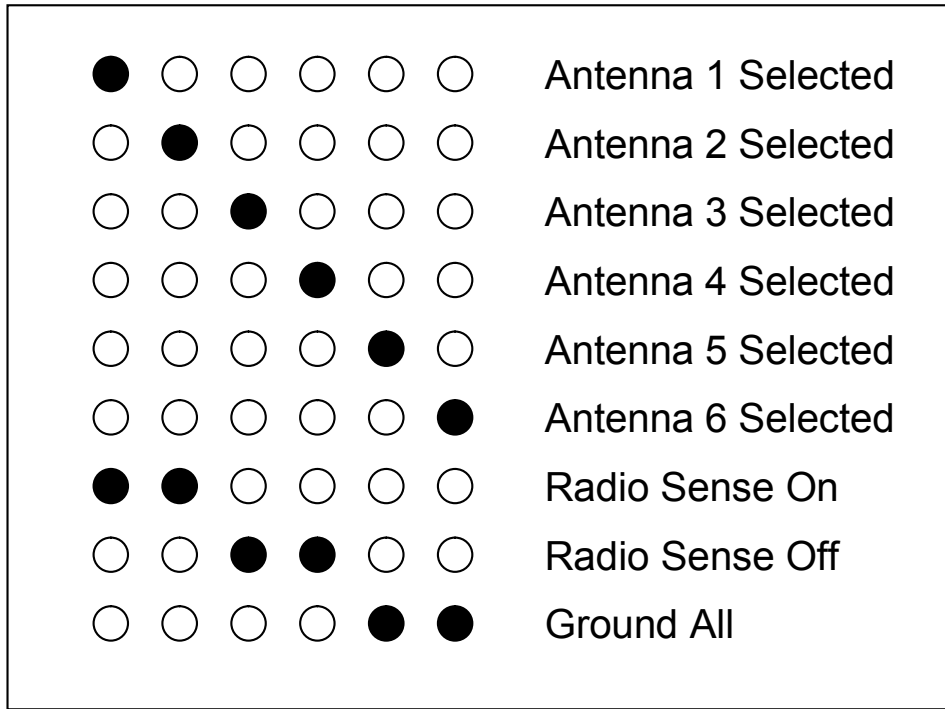 Antenna 1 Selected
Antenna 2 Selected
Antenna 3 Selected
Antenna 4 Selected
Antenna 5 Selected
Antenna 6 Selected
Radio Sense On
Radio Sense Off
Ground All